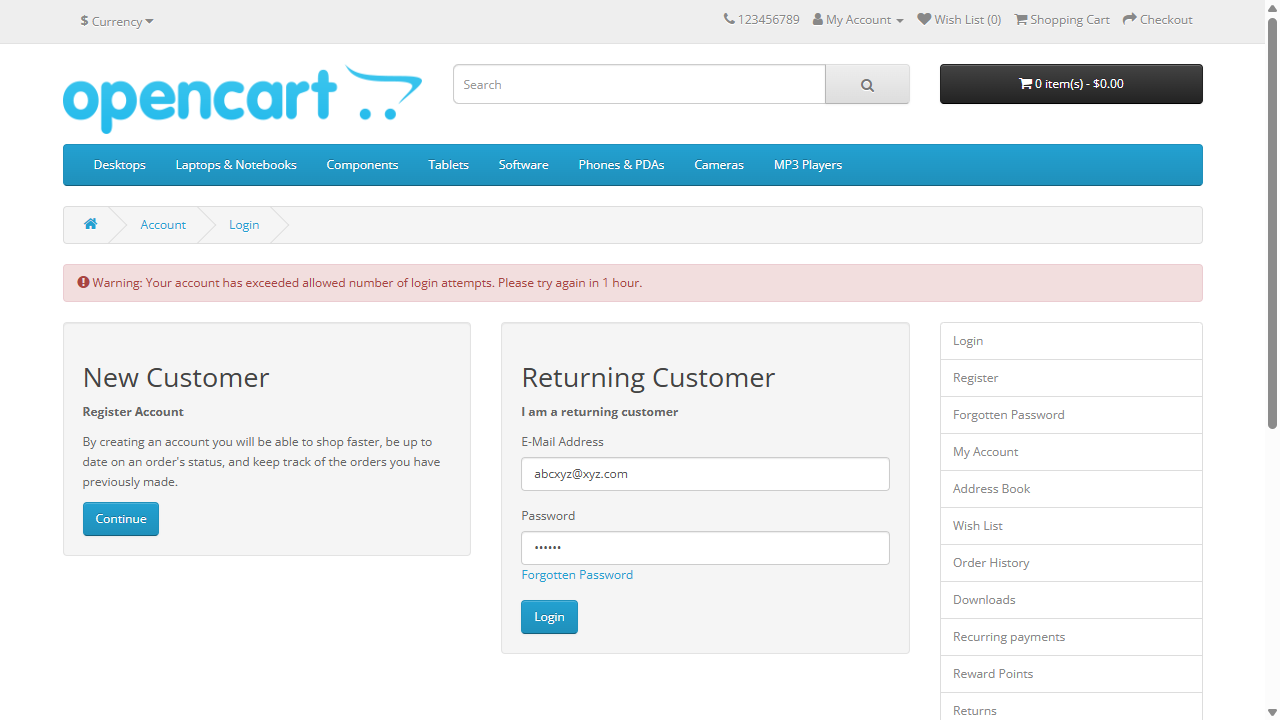 $ Currency
123456789 My Account Wish List (0) Shopping Cart Checkout
opencart
Search
0 item(s) - $0.00
Desktops Laptops & Notebooks Components Tablets Software Phones & PDAs Cameras MP3 Players
Account Login
Warning: Your account has exceeded allowed number of login attempts. Please try again in 1 hour.
New Customer
Register Account
By creating an account you will be able to shop faster, be up to
date on an order's status, and keep track of the orders you have
previously made.
Continue
Returning Customer
I am a returning customer
E-Mail Address
abcxyz@xyz.com
Password
••••••
Forgotten Password
Login
Login
Register
Forgotten Password
My Account
Address Book
Wish List
Order History
Downloads
Recurring payments
Reward Points
Returns